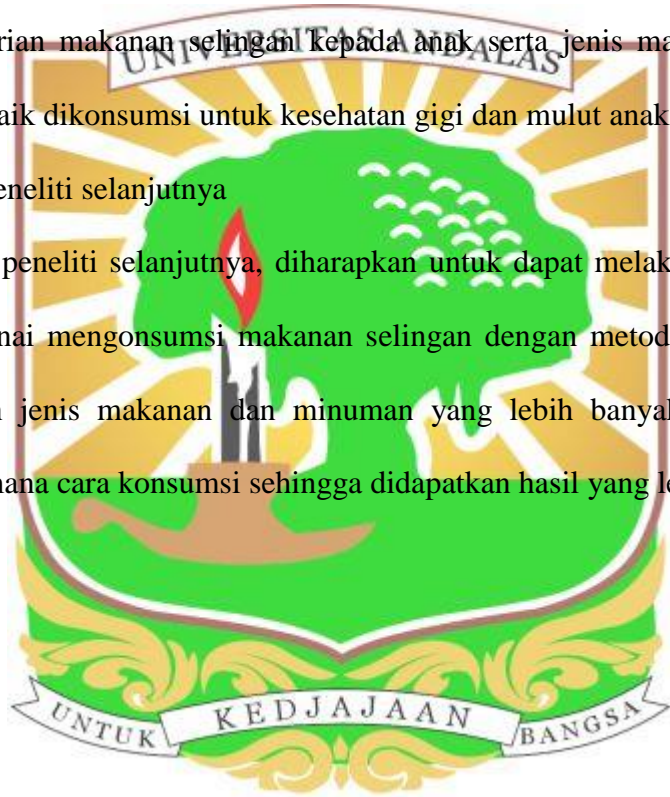 rian makanan selingan kepada anak serta jenis ma
UNIVERSITAS ANDALAS
aik dikonsumsi untuk kesehatan gigi dan mulut anak
eneliti selanjutnya
peneliti selanjutnya, diharapkan untuk dapat melak
nai mengonsumsi makanan selingan dengan metod
jenis makanan dan minuman yang lebih banyak
ana cara konsumsi sehingga didapatkan hasil yang le
UNTUK KEDJAJAAN BANGSA